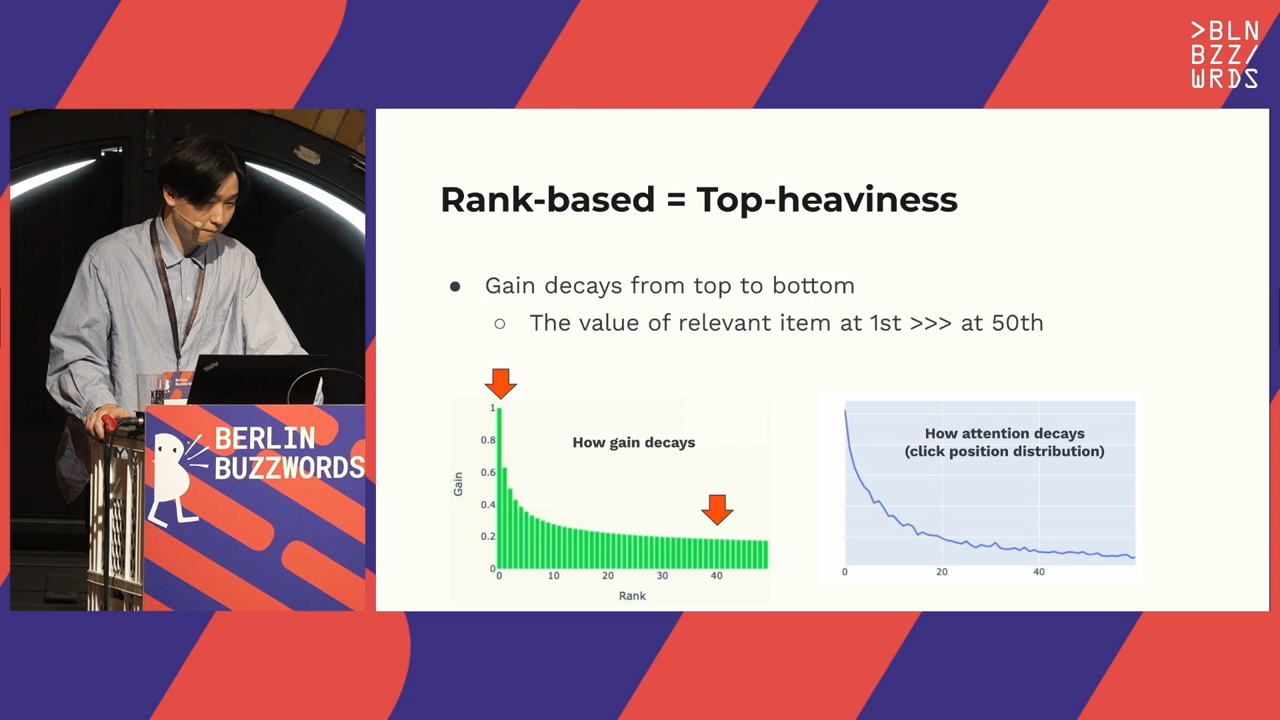 >BLN
BZZ/
WRDS
Rank-based = Top-heaviness
● Gain decays from top to bottom
○ The value of relevant item at 1st >>> at 50th
How gain decays
Gain
1
0.8
0.6
0.4
0.2
0
0 10 20 30 40
Rank
How attention decays
(click position distribution)
0 20 40
ThinkPad
BERLIN
BUZZWORDS